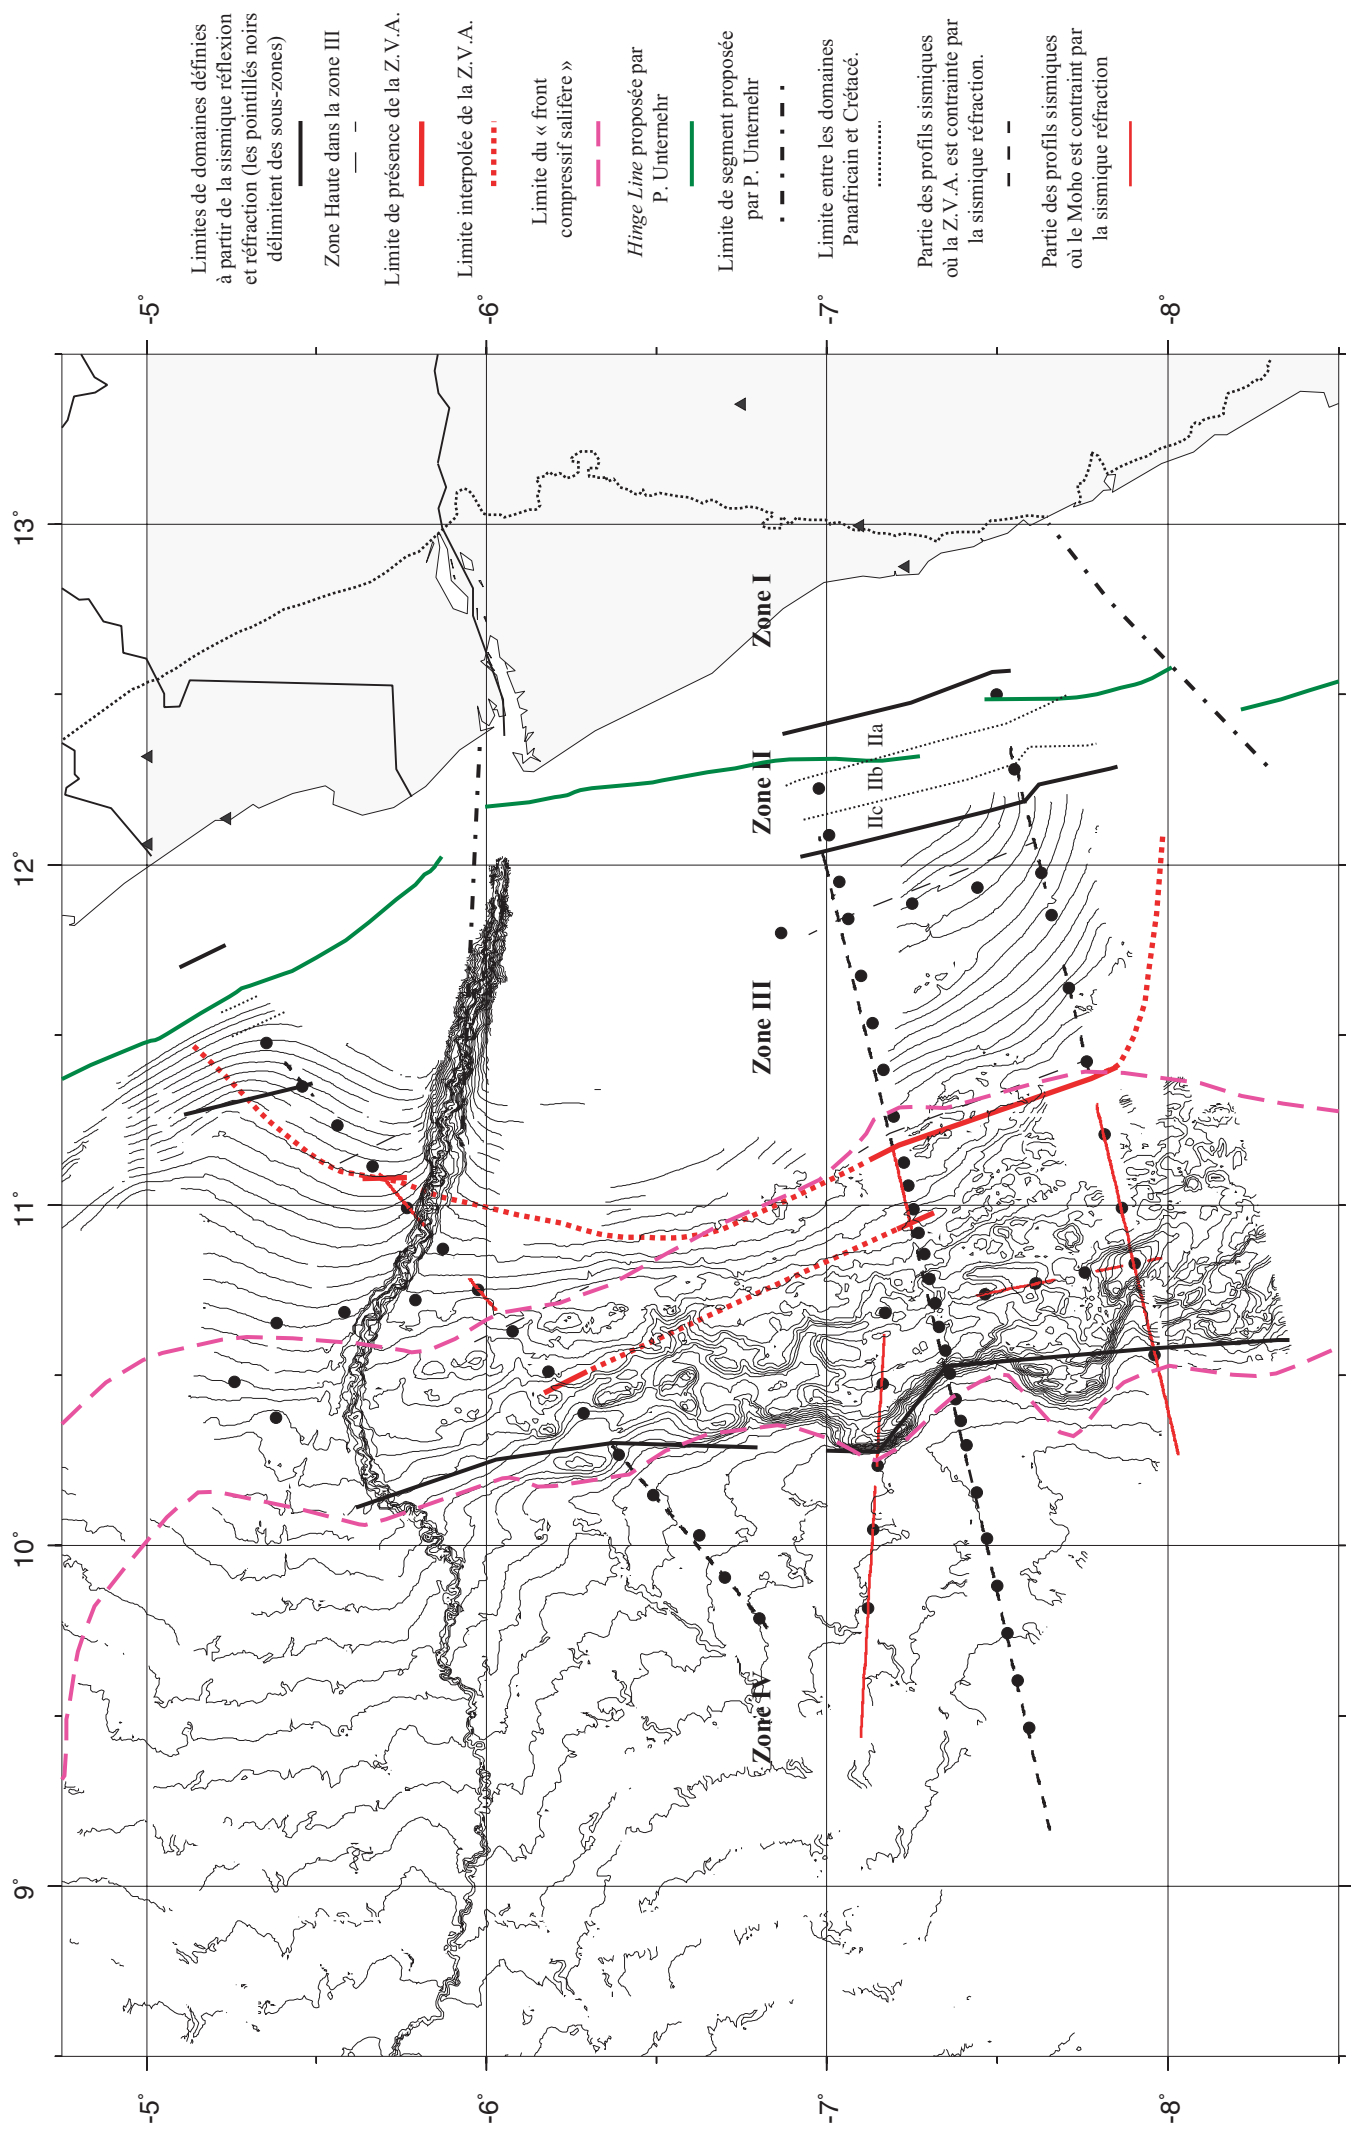 -5°
-6°
-7°
-8°
13°
12°
11°
10°
9°
-5°
-6°
-7°
-8°
Zone I
Zone II
Zone III
Zone IV
IIa
IIb
IIc
Limites de domaines définies
à partir de la sismique réflexion
et réfraction (les pointillés noirs
délimitent des sous-zones)
Zone Haute dans la zone III
Limite de présence de la Z.V.A.
Limite interpolée de la Z.V.A.
Limite du « front
compressif salifère »
Hinge Line proposée par
P. Unternehr
Limite de segment proposée
par P. Unternehr
Limite entre les domaines
Panafricain et Crétacé.
Partie des profils sismiques
où la Z.V.A. est contrainte par
la sismique réfraction.
Partie des profils sismiques
où le Moho est contraint par
la sismique réfraction